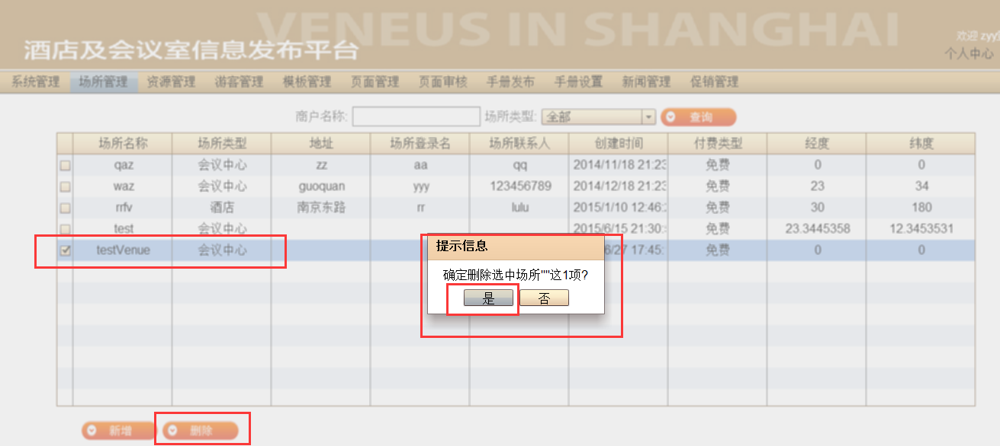 VENEUS IN SHANGHAI
酒店及会议室信息发布平台
欢迎 zyy
个人中心
系统管理 场所管理 资源管理 游客管理 模板管理 页面管理 页面审核 手册发布 手册设置 新闻管理 促销管理
商户名称: 场所类型: 全部 查询
场所名称 场所类型 地址 场所登录名 场所联系人 创建时间 付费类型 经度 纬度
qaz 会议中心 zz aa qq 2014/11/18 21:23 免费 0 0
waz 会议中心 guoquan yyy 123456789 2014/12/18 21:23 免费 23 34
rrfv 酒店 南京东路 rr lulu 2015/1/10 12:46: 免费 30 180
test 会议中心 2015/6/15 21:30: 免费 23.3445358 12.3453531
testVenue 会议中心 6/27 17:45: 免费 0 0
提示信息
确定删除选中场所""这1项?
是 否
新增 删除